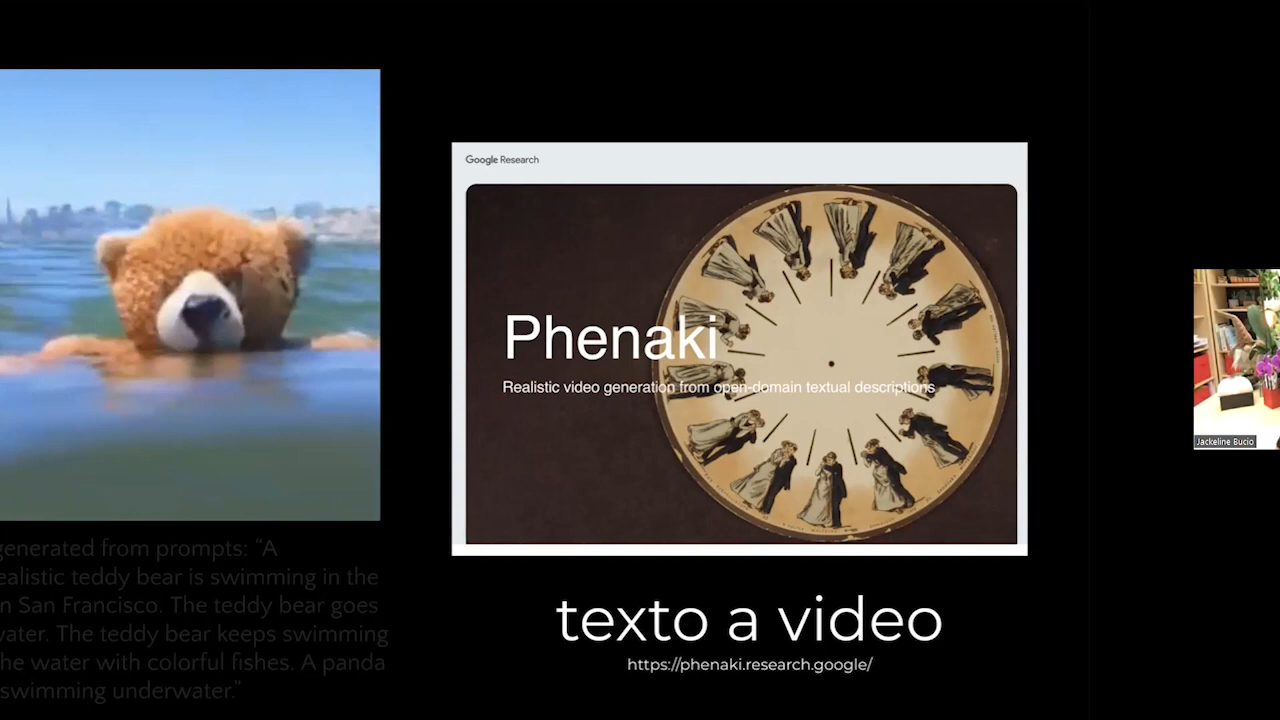 Google Research
Phenaki
Realistic video generation from open-domain textual descriptions
generated from prompts: “A
ealistic teddy bear is swimming in the
n San Francisco. The teddy bear goes
vater. The teddy bear keeps swimming
he water with colorful fishes. A panda
swimming underwater.”
texto a video
https://phenaki.research.google/
Jackeline Bucio